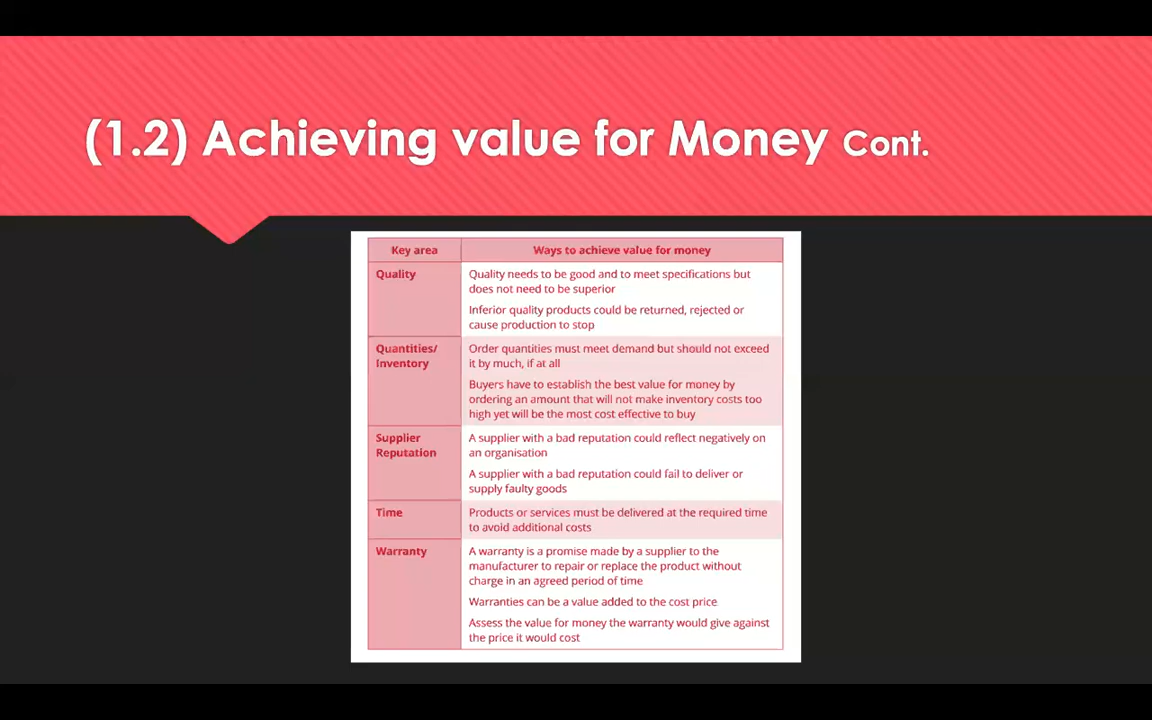 (1.2) Achieving value for Money Cont.
Key area
Ways to achieve value for money
Quality
Quality needs to be good and to meet specifications but
does not need to be superior
Inferior quality products could be returned, rejected or
cause production to stop
Quantities/
Inventory
Order quantities must meet demand but should not exceed
it by much, if at all
Buyers have to establish the best value for money by
ordering an amount that will not make inventory costs too
high yet will be the most cost effective to buy
Supplier
Reputation
A supplier with a bad reputation could reflect negatively on
an organisation
A supplier with a bad reputation could fail to deliver or
supply faulty goods
Time
Products or services must be delivered at the required time
to avoid additional costs
Warranty
A warranty is a promise made by a supplier to the
manufacturer to repair or replace the product without
charge in an agreed period of time
Warranties can be a value added to the cost price
Assess the value for money the warranty would give against
the price it would cost